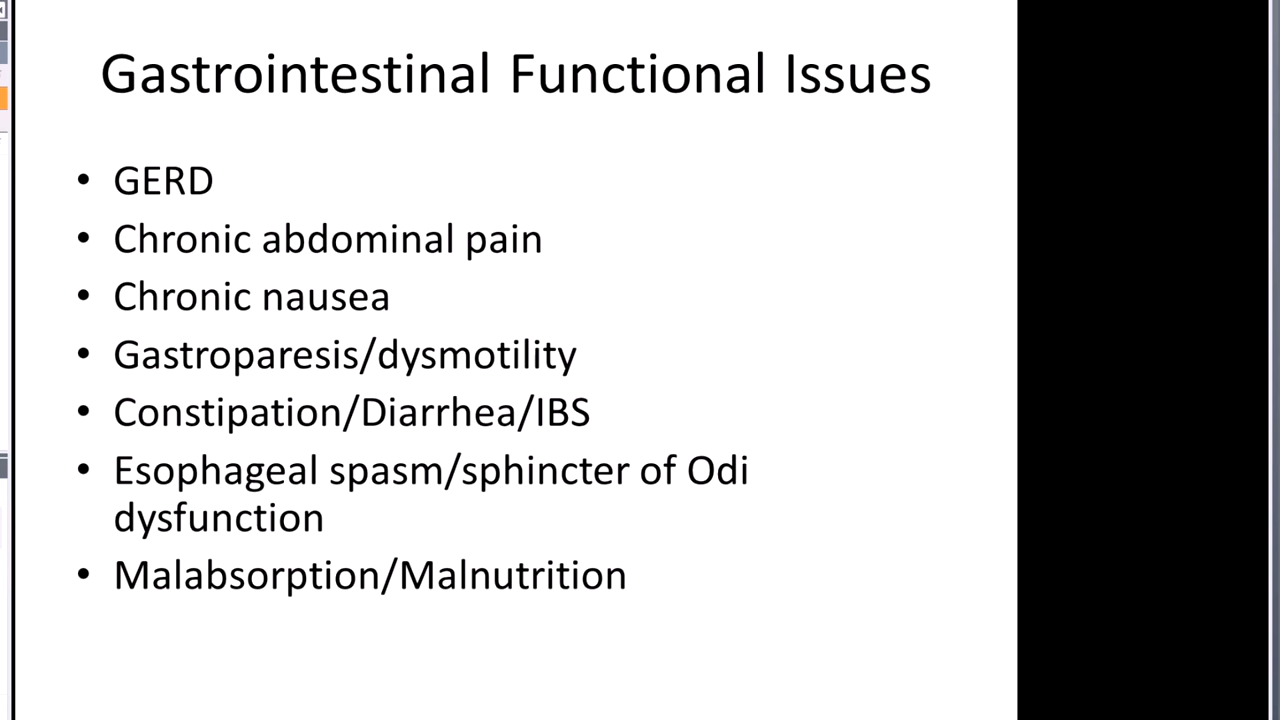 Gastrointestinal Functional Issues
• GERD
• Chronic abdominal pain
• Chronic nausea
• Gastroparesis/dysmotility
• Constipation/Diarrhea/IBS
• Esophageal spasm/sphincter of Odi
dysfunction
• Malabsorption/Malnutrition